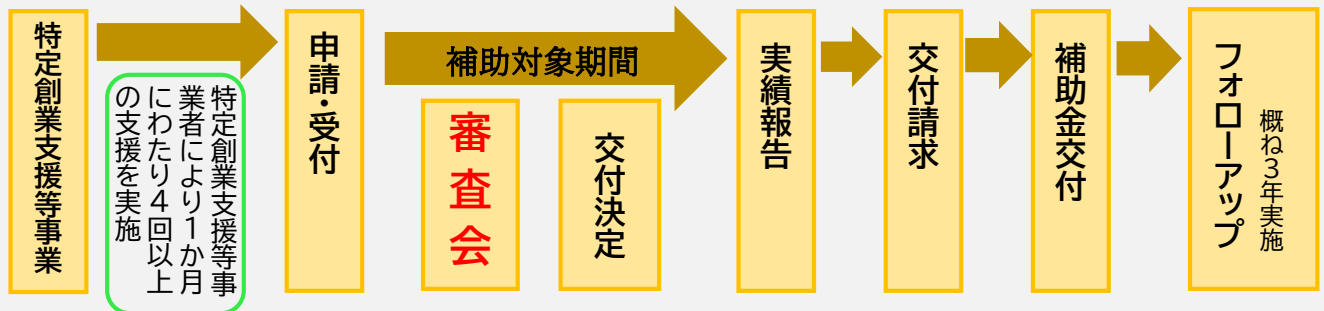 特定創業支援等事業
特定創業支援等事
業者により1か月
にわたり4回以上
の支援を実施
申請・受付
補助対象期間
審査会
交付決定
実績報告
交付請求
補助金交付
フォローアップ
概ね3年実施